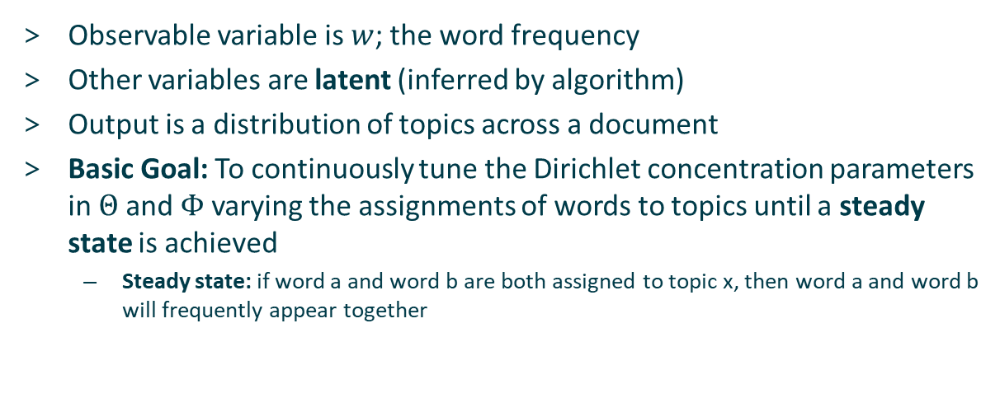 > Observable variable is w; the word frequency
> Other variables are latent (inferred by algorithm)
> Output is a distribution of topics across a document
> Basic Goal: To continuously tune the Dirichlet concentration parameters
in Θ and Φ varying the assignments of words to topics until a steady
state is achieved
– Steady state: if word a and word b are both assigned to topic x, then word a and word b
will frequently appear together